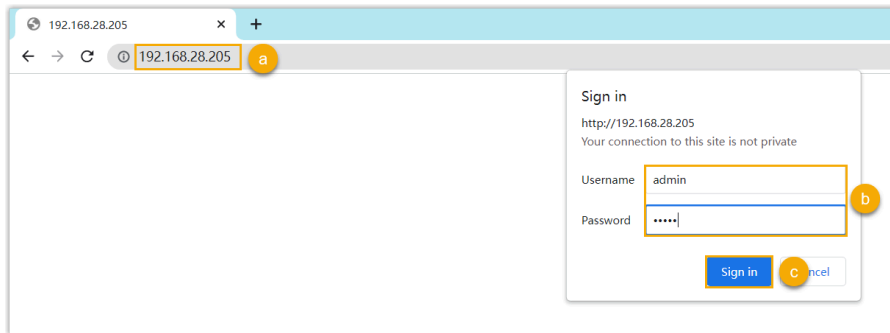 192.168.28.205
192.168.28.205 a
Sign in
http://192.168.28.205
Your connection to this site is not private
Username admin
b
Password •••••
Sign in c ncel